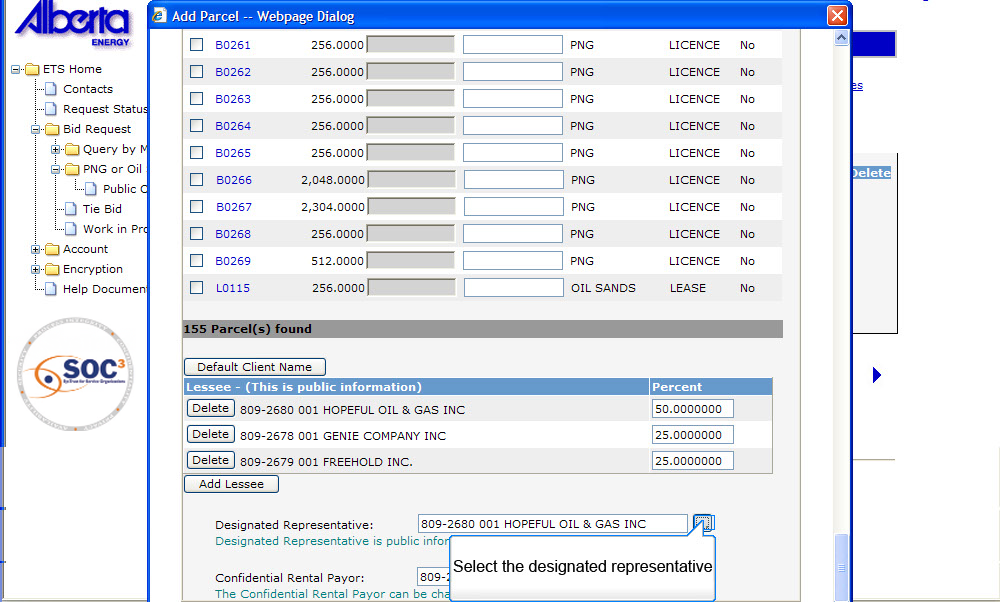 Alberta
ENERGY
ETS Home
Contacts
Request Status
Bid Request
Query by M
PNG or Oil
Public
Tie Bid
Work in Pro
Account
Encryption
Help Documen
SOC3
Add Parcel -- Webpage Dialog
B0261 256.0000 PNG LICENCE No
B0262 256.0000 PNG LICENCE No
B0263 256.0000 PNG LICENCE No
B0264 256.0000 PNG LICENCE No
B0265 256.0000 PNG LICENCE No
B0266 2,048.0000 PNG LICENCE No
B0267 2,304.0000 PNG LICENCE No
B0268 256.0000 PNG LICENCE No
B0269 512.0000 PNG LICENCE No
L0115 256.0000 OIL SANDS LEASE No
155 Parcel(s) found
Default Client Name
Lessee - (This is public information) Percent
Delete 809-2680 001 HOPEFUL OIL & GAS INC 50.0000000
Delete 809-2678 001 GENIE COMPANY INC 25.0000000
Delete 809-2679 001 FREEHOLD INC. 25.0000000
Add Lessee
Designated Representative: 809-2680 001 HOPEFUL OIL & GAS INC
Designated Representative is public infor
Select the designated representative
Confidential Rental Payor: 809-2
The Confidential Rental Payor can be cha
es
Delete